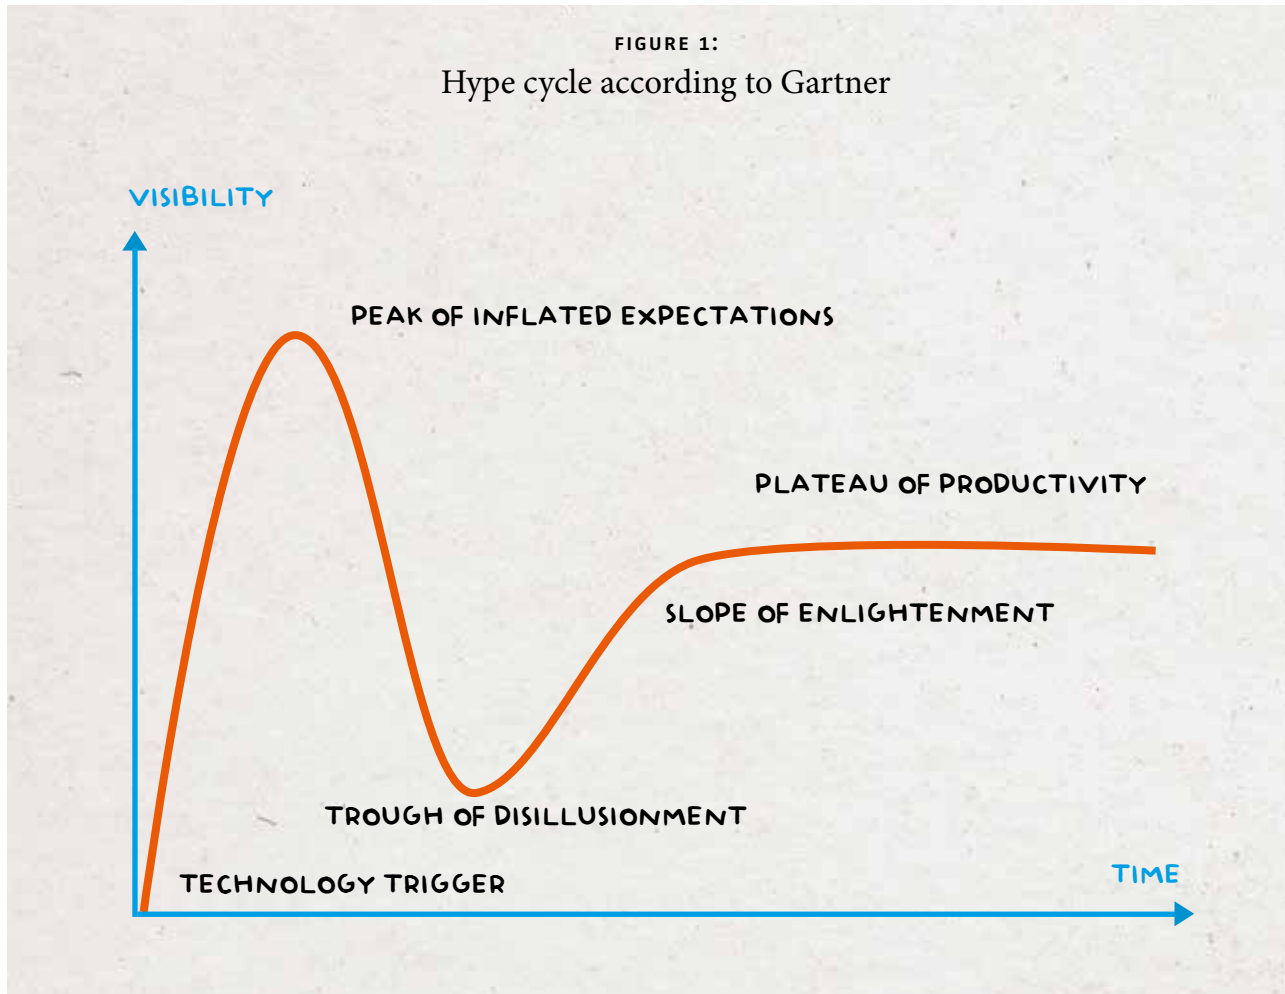 FIGURE 1:
Hype cycle according to Gartner
VISIBILITY
PEAK OF INFLATED EXPECTATIONS
PLATEAU OF PRODUCTIVITY
SLOPE OF ENLIGHTENMENT
TROUGH OF DISILLUSIONMENT
TECHNOLOGY TRIGGER
TIME